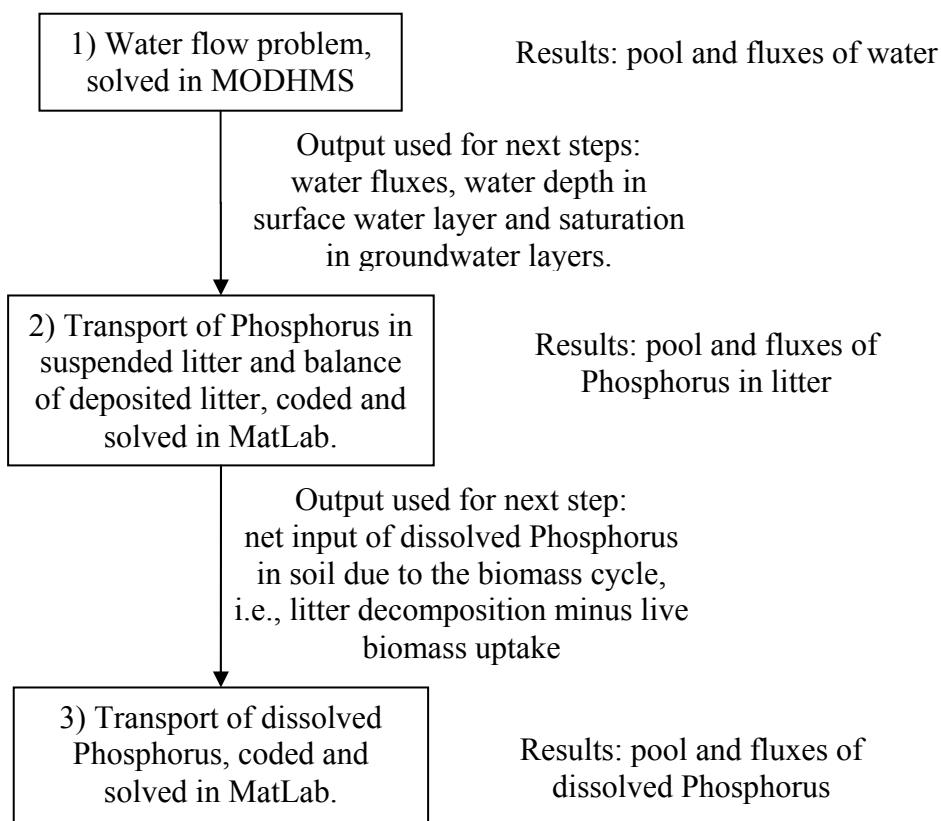 1) Water flow problem,
solved in MODHMS
Results: pool and fluxes of water
Output used for next steps:
water fluxes, water depth in
surface water layer and saturation
in groundwater layers.
2) Transport of Phosphorus in
suspended litter and balance
of deposited litter, coded and
solved in MatLab.
Results: pool and fluxes of
Phosphorus in litter
Output used for next step:
net input of dissolved Phosphorus
in soil due to the biomass cycle,
i.e., litter decomposition minus live
biomass uptake
3) Transport of dissolved
Phosphorus, coded and
solved in MatLab.
Results: pool and fluxes of
dissolved Phosphorus